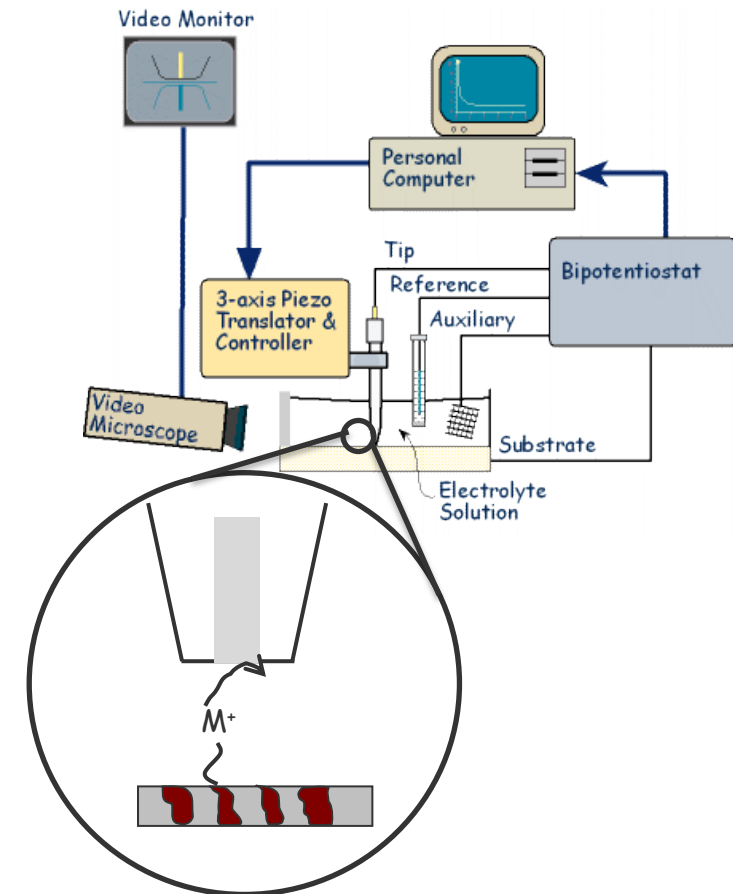 Video Monitor
Personal
Computer
Tip
Bipotentiostat
Reference
3-axis Piezo
Translator &
Controller
Auxiliary
Video
Microscope
Substrate
Electrolyte
Solution
M⁺